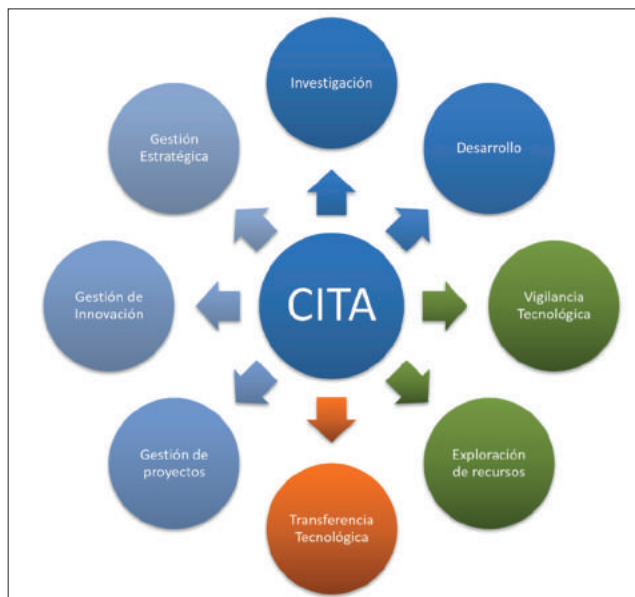 Investigación
Desarrollo
Vigilancia
Tecnológica
Exploración
de recursos
Transferencia
Tecnológica
Gestión de
proyectos
Gestión de
Innovación
Gestión
Estratégica
CITA